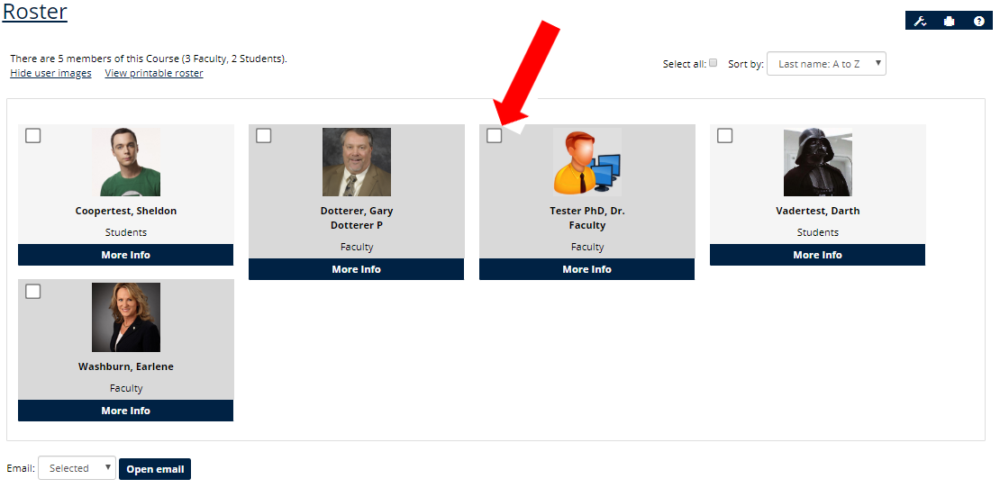 Roster
There are 5 members of this Course (3 Faculty, 2 Students).
Hide user images View printable roster
Select all: Sort by: Last name: A to Z
Coopertest, Sheldon
Students
More Info
Dotterer, Gary
Dotterer P
Faculty
More Info
Tester PhD, Dr.
Faculty
Faculty
More Info
Vadertest, Darth
Students
More Info
Washburn, Earlene
Faculty
More Info
Email: Selected Open email